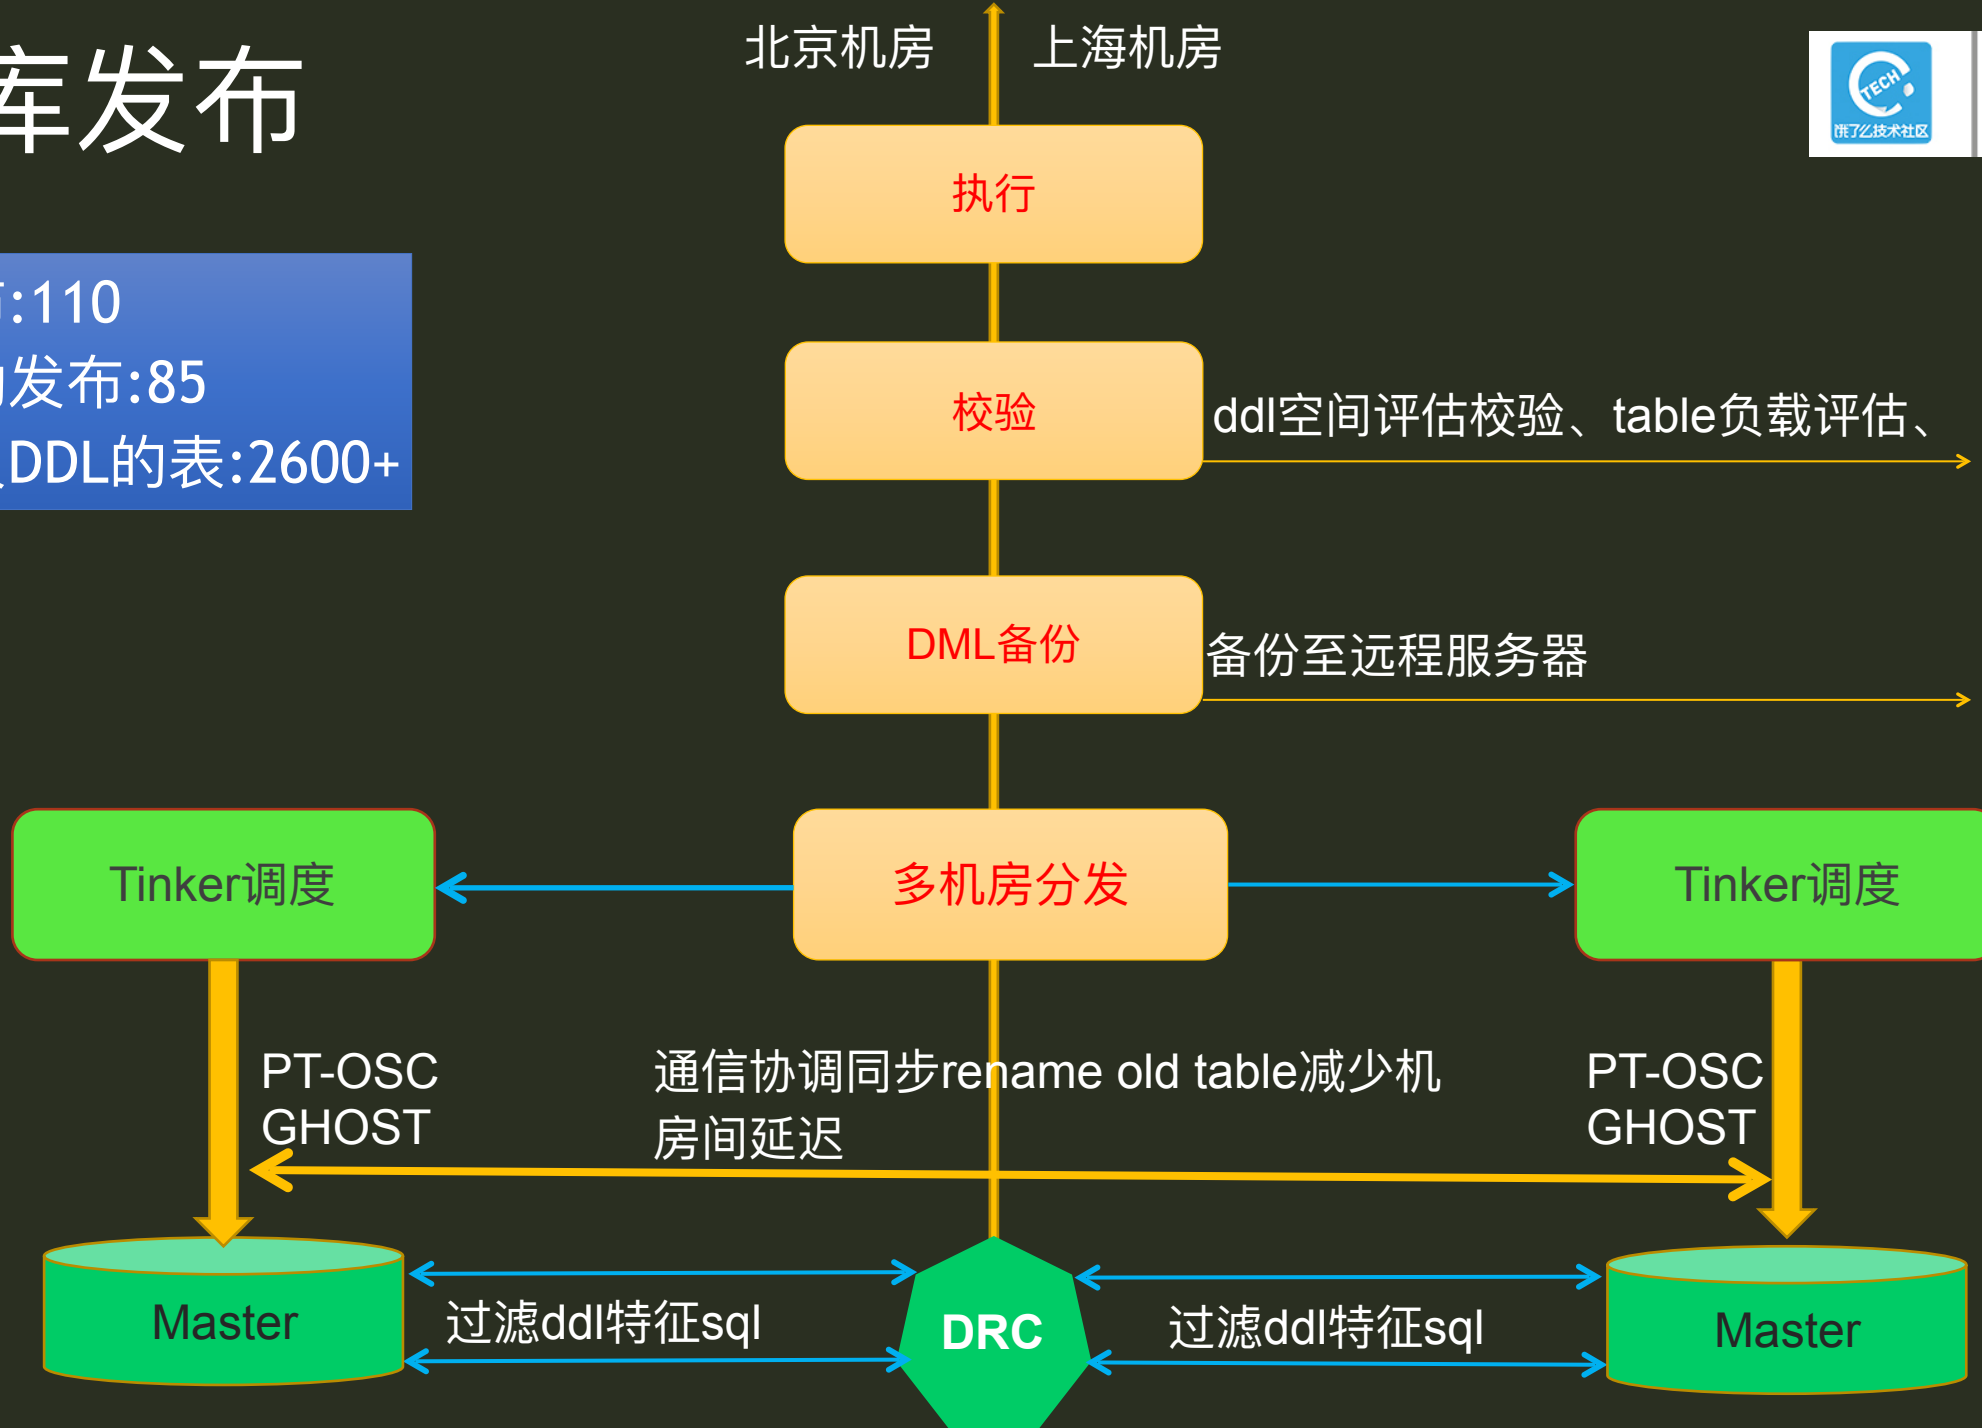 库发布
北京机房
上海机房
TECH
饿了么技术社区
执行
:110
发布:85
DDL的表:2600+
校验
ddl空间评估校验、table负载评估、
DML备份
备份至远程服务器
Tinker调度
多机房分发
Tinker调度
PT-OSC
GHOST
通信协调同步rename old table减少机
房间延迟
PT-OSC
GHOST
Master
过滤ddl特征sql
DRC
过滤ddl特征sql
Master